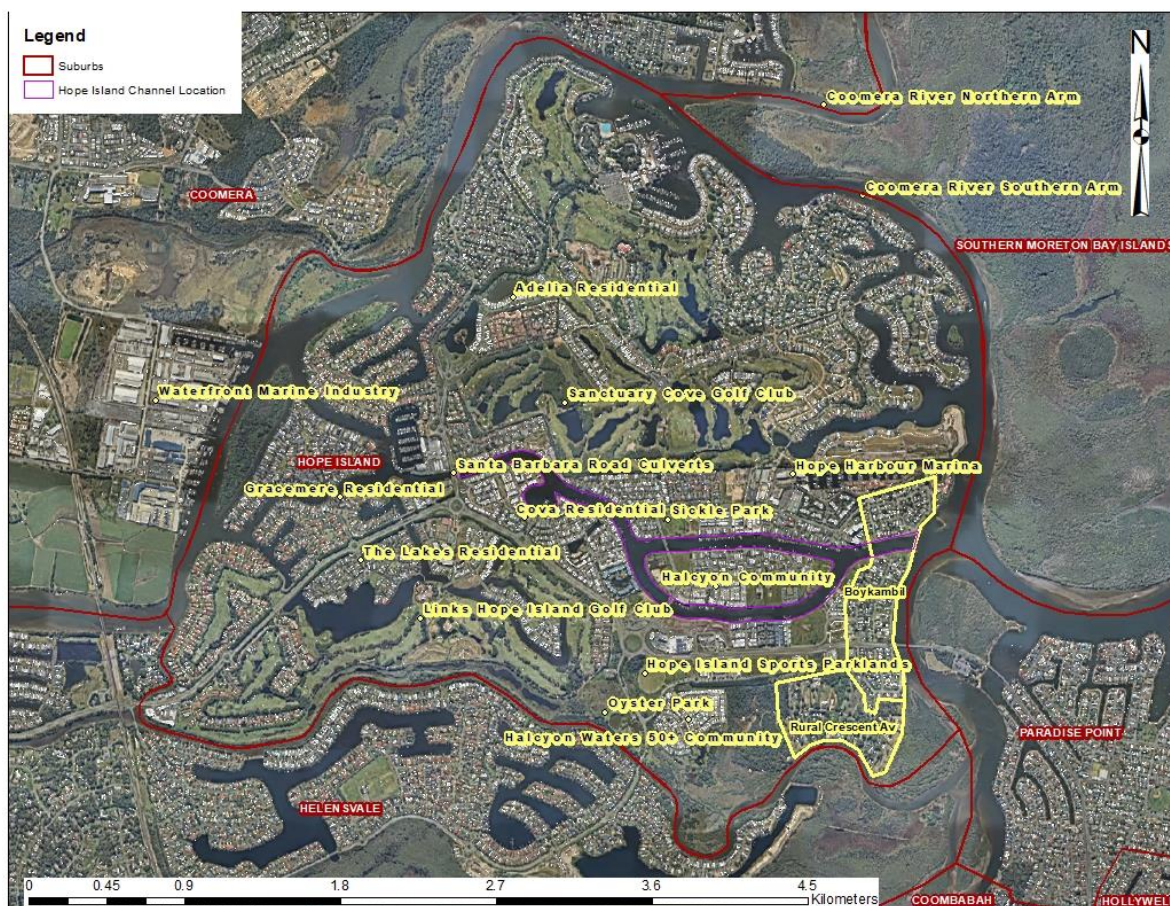 Legend
Suburbs
Hope Island Channel Location
N
Coomera River Northern Arm
COOMERA
Coomera River Southern Arm
SOUTHERN MORETON BAY ISLANDS
Adelia Residential
Waterfront Marine Industry
Sanctuary Cove Golf Club
HOPE ISLAND
Santa Barbara Road Culverts
Hope Harbour Marina
Gracemere Residential
Cova Residential
Sickle Park
The Lakes Residential
Halcyon Community
Boykambil
Links Hope Island Golf Club
Hope Island Sports Parklands
Oyster Park
Rural Crescent Av
PARADISE POINT
Halcyon Waters 50+ Community
HELENSVALE
0 0.45 0.9 1.8 2.7 3.6 4.5
Kilometers
COOMBABAH
HOLLYWEL